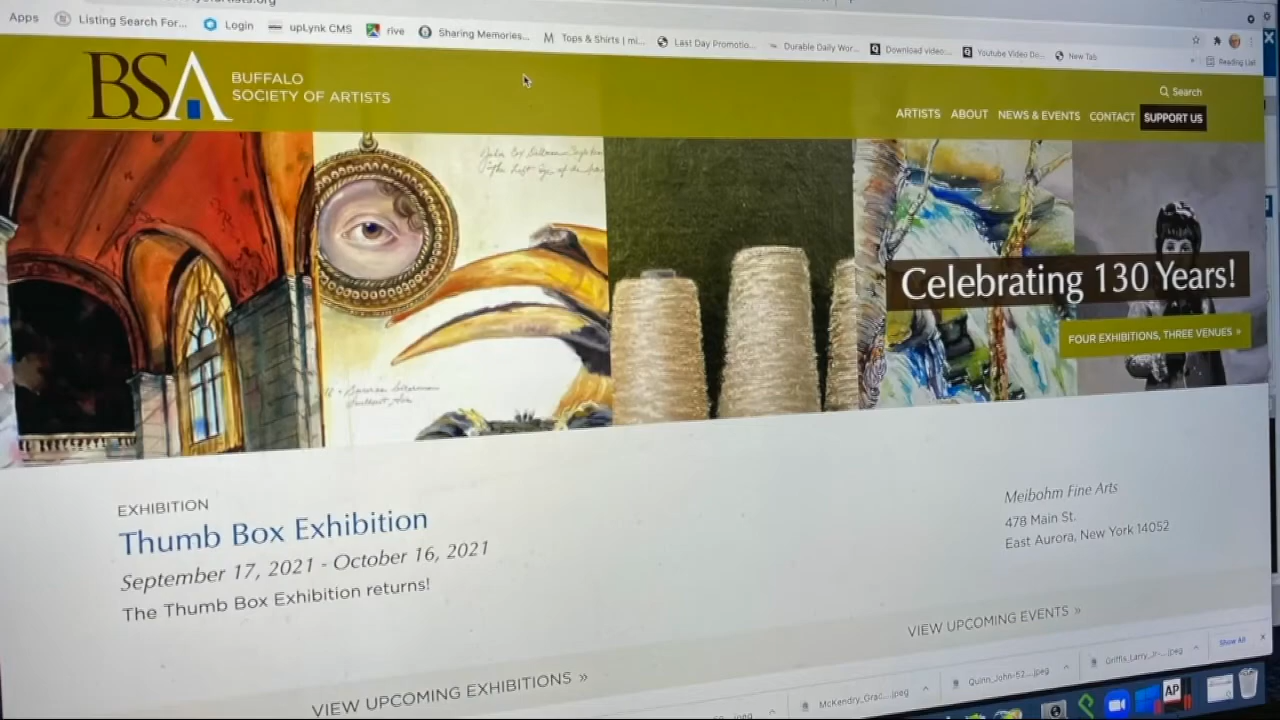 Apps
Listing Search For...
Login
upLynk CMS
rive
Sharing Memories...
Tops & Shirts | mi...
Last Day Promotio...
Durable Daily Wor...
Download video:...
Youtube Video Do...
New Tab
Reading List
BSA
BUFFALO
SOCIETY OF ARTISTS
Search
ARTISTS ABOUT NEWS & EVENTS CONTACT SUPPORT US
Celebrating 130 Years!
FOUR EXHIBITIONS, THREE VENUES »
EXHIBITION
Thumb Box Exhibition
September 17, 2021 - October 16, 2021
The Thumb Box Exhibition returns!
Meibohm Fine Arts
478 Main St.
East Aurora, New York 14052
VIEW UPCOMING EVENTS »
VIEW UPCOMING EXHIBITIONS »
McKendry_Grac....jpeg
Quinn_John-52....jpeg
Griffis_Larry_Jr-....jpeg
Show All
AP